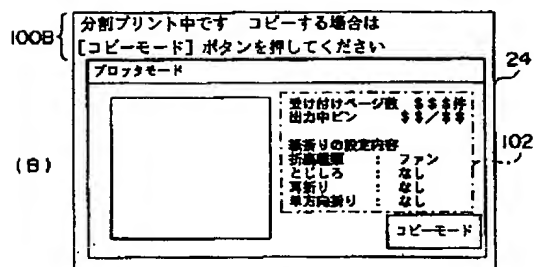 100B
分割プリント中です コピーする場合は
[コピーモード] ボタンを押してください
24
プロッタモード
受け付けページ数 $$$件
出力中ビン $$/$$
102
(B)
紙折りの設定内容
折高種類 : ファン
とじしろ : なし
耳折り : なし
単方向折り : なし
コピーモード